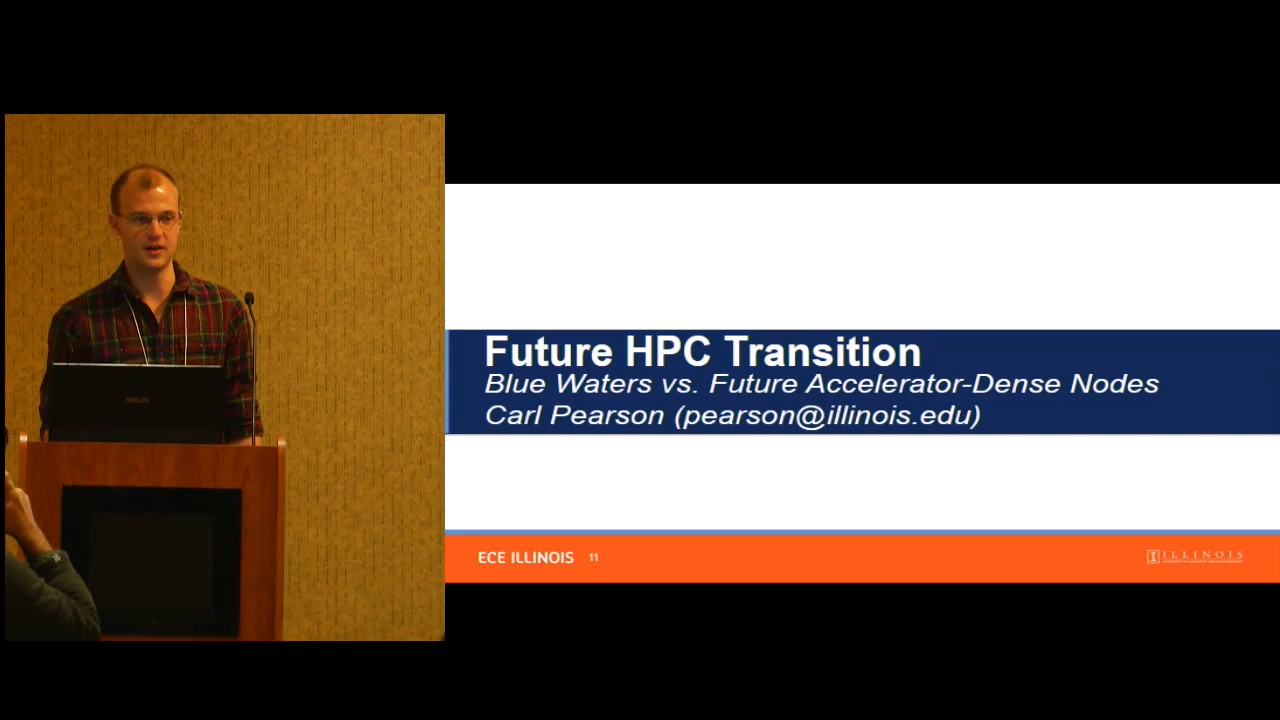 Future HPC Transition
Blue Waters vs. Future Accelerator-Dense Nodes
Carl Pearson (pearson@illinois.edu)
ECE ILLINOIS 11
ILLINOIS
ASUS